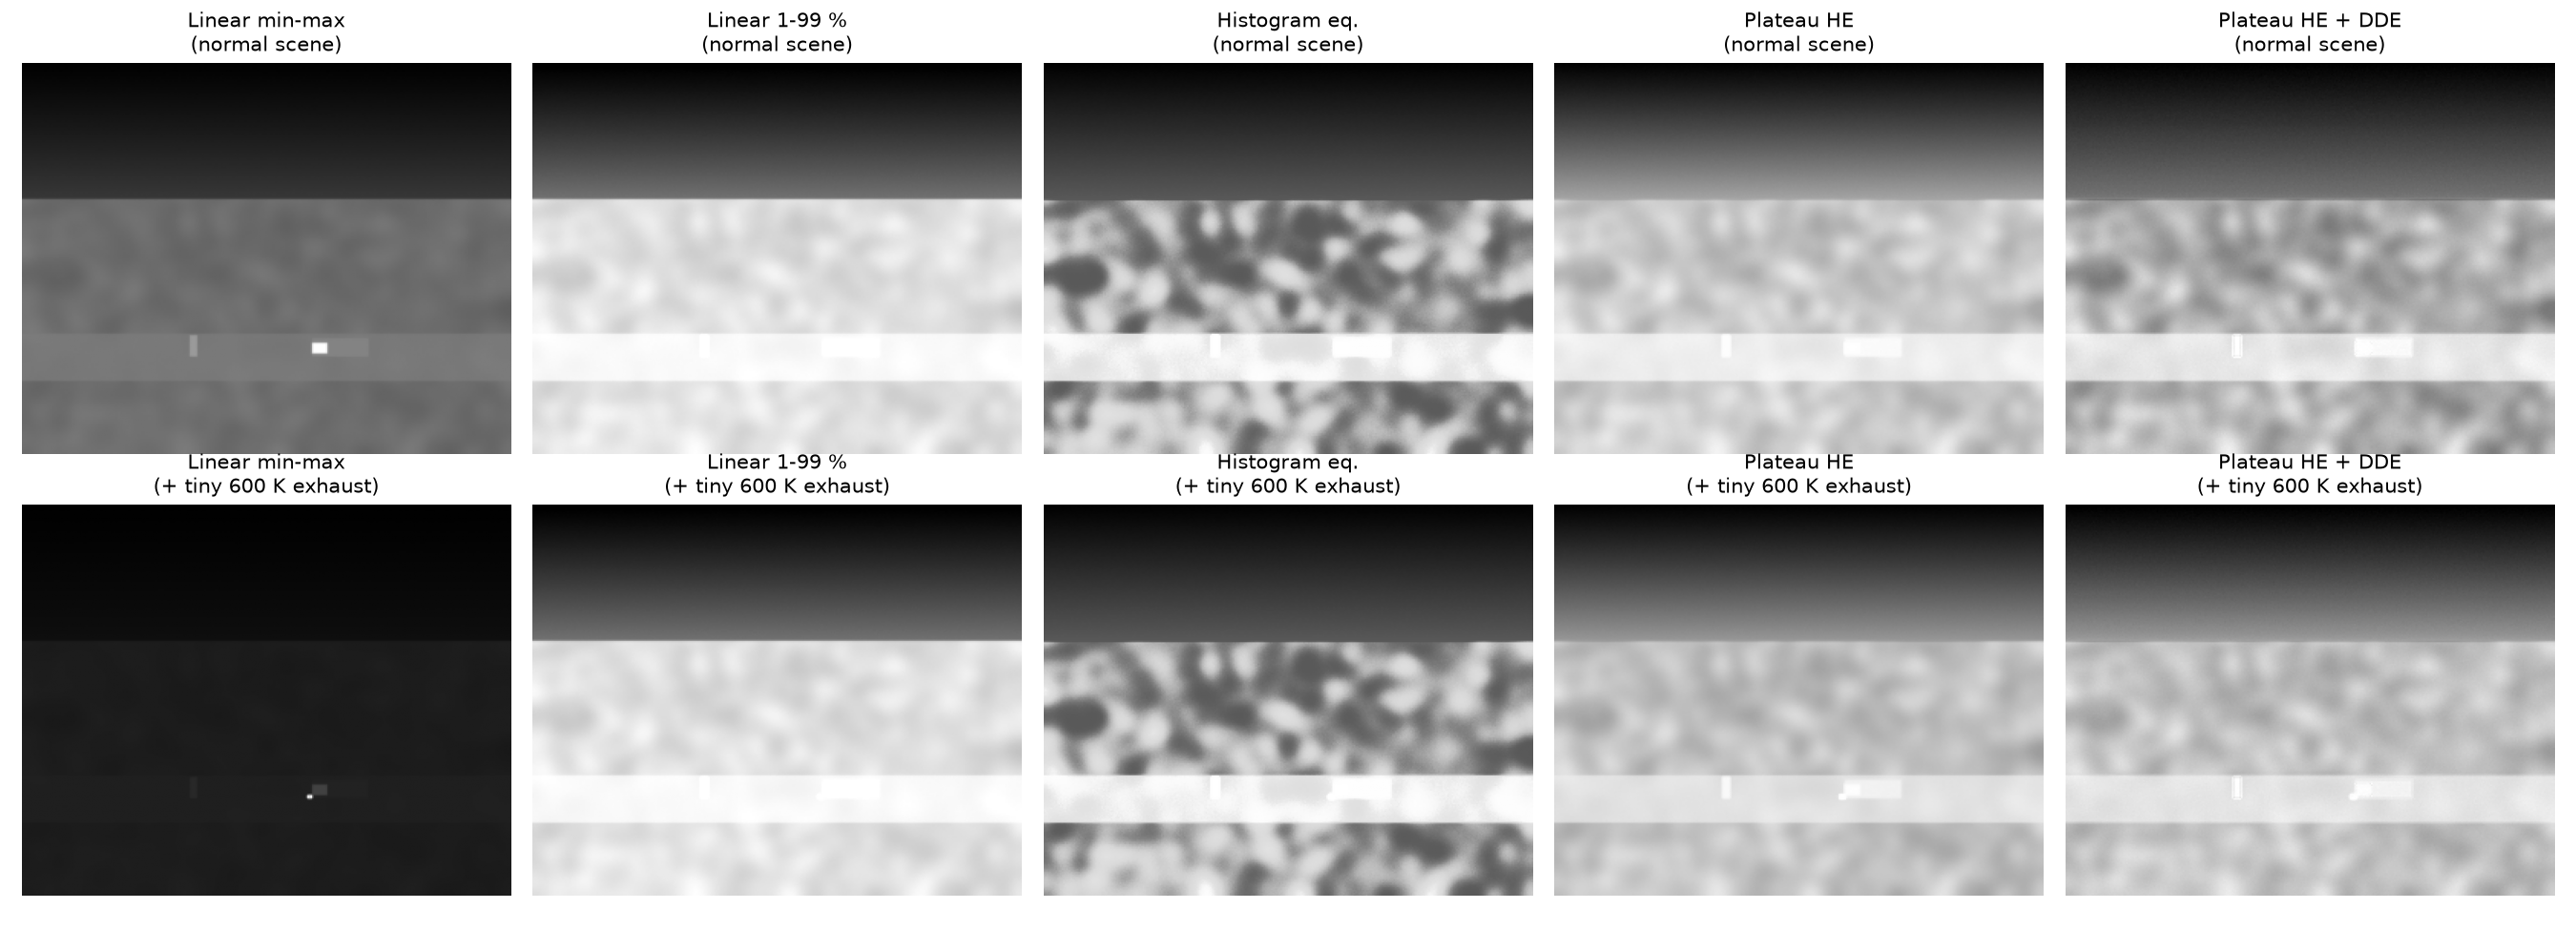 Linear min-max
(normal scene)
Linear 1-99 %
(normal scene)
Histogram eq.
(normal scene)
Plateau HE
(normal scene)
Plateau HE + DDE
(normal scene)
Linear min-max
(+ tiny 600 K exhaust)
Linear 1-99 %
(+ tiny 600 K exhaust)
Histogram eq.
(+ tiny 600 K exhaust)
Plateau HE
(+ tiny 600 K exhaust)
Plateau HE + DDE
(+ tiny 600 K exhaust)